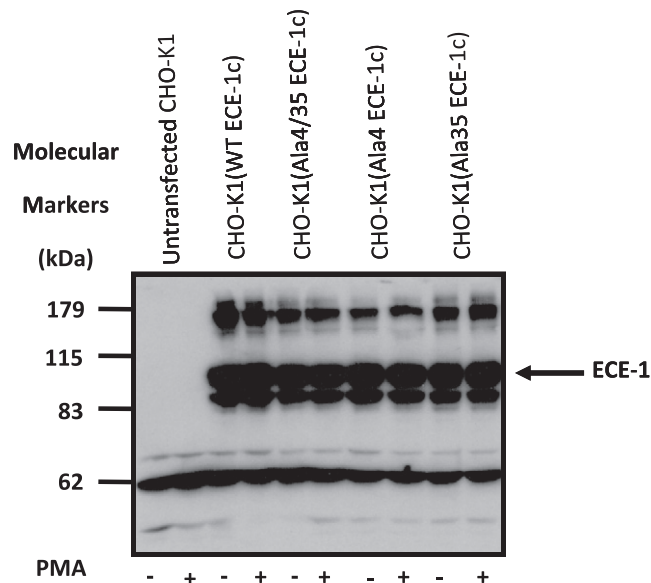 Untransfected CHO-K1
CHO-K1(WT ECE-1c)
CHO-K1(Ala4/35 ECE-1c)
CHO-K1(Ala4 ECE-1c)
CHO-K1(Ala35 ECE-1c)
Molecular
Markers
(kDa)
179
115
83
62
ECE-1
PMA - + - + - + - + - +